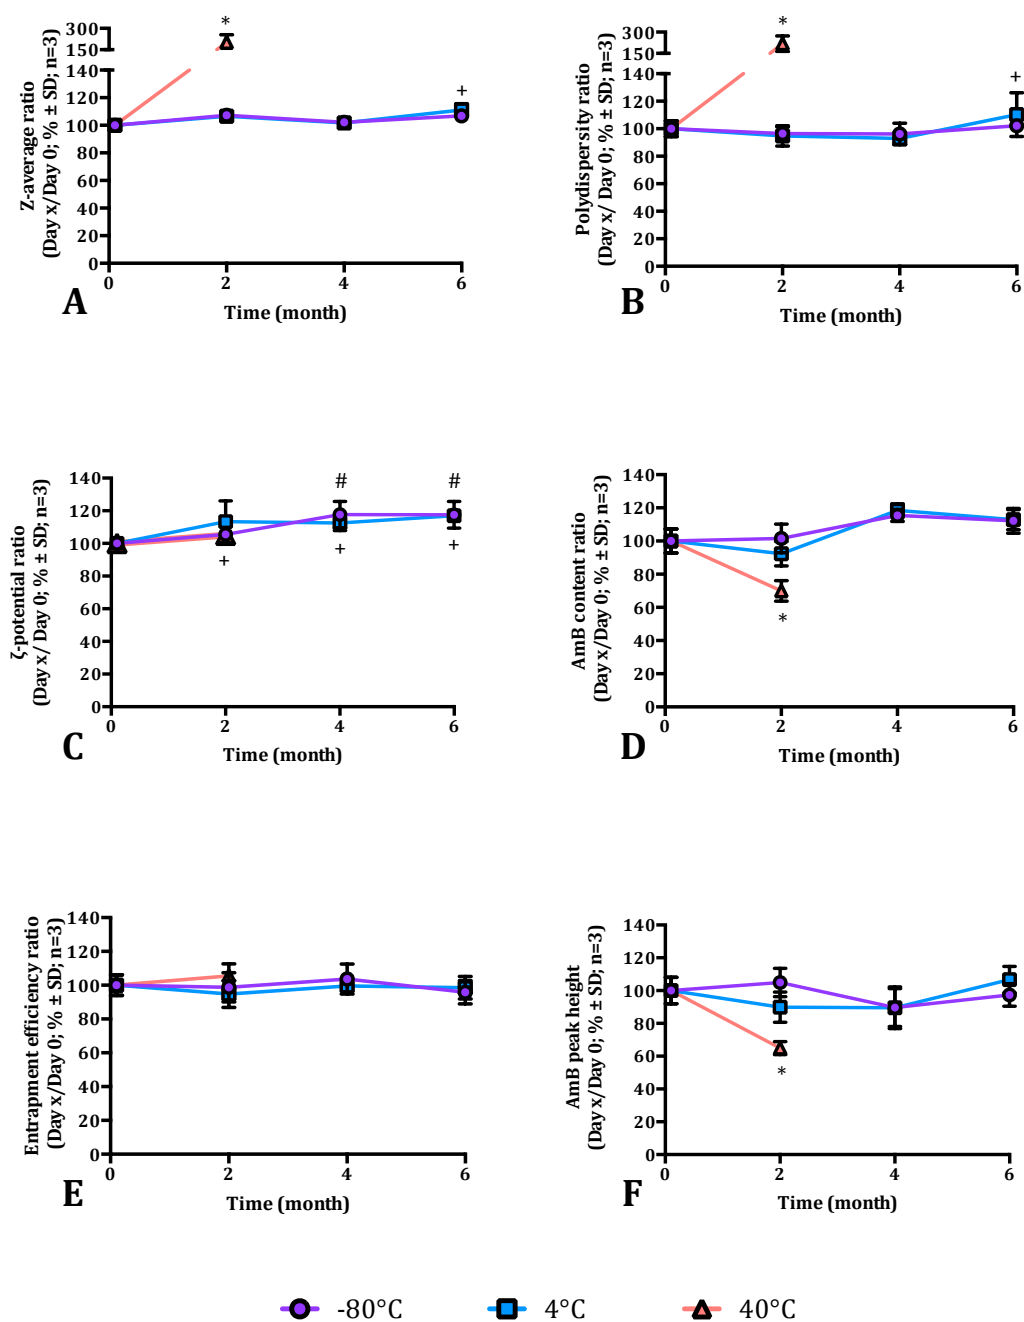 Z-average ratio
(Day x/Day 0; % ± SD; n=3)
*
300
150
140
120
100
80
60
40
20
0
+
0 2 4 6
A
Time (month)
Polydispersity ratio
(Day x/ Day 0; % ± SD; n=3)
*
300
150
140
120
100
80
60
40
20
0
+
0 2 4 6
B
Time (month)
ζ-potential ratio
(Day x/ Day 0; % ± SD; n=3)
140
120
100
80
60
40
20
0
# #
+ + +
0 2 4 6
C
Time (month)
AmB content ratio
(Day x/Day 0; % ± SD; n=3)
140
120
100
80
60
40
20
0
*
0 2 4 6
D
Time (month)
Entrapment efficiency ratio
(Day x/Day 0; % ± SD; n=3)
140
120
100
80
60
40
20
0
0 2 4 6
E
Time (month)
AmB peak height
(Day x/Day 0; % ± SD; n=3)
140
120
100
80
60
40
20
0
*
0 2 4 6
F
Time (month)
-80°C 4°C 40°C